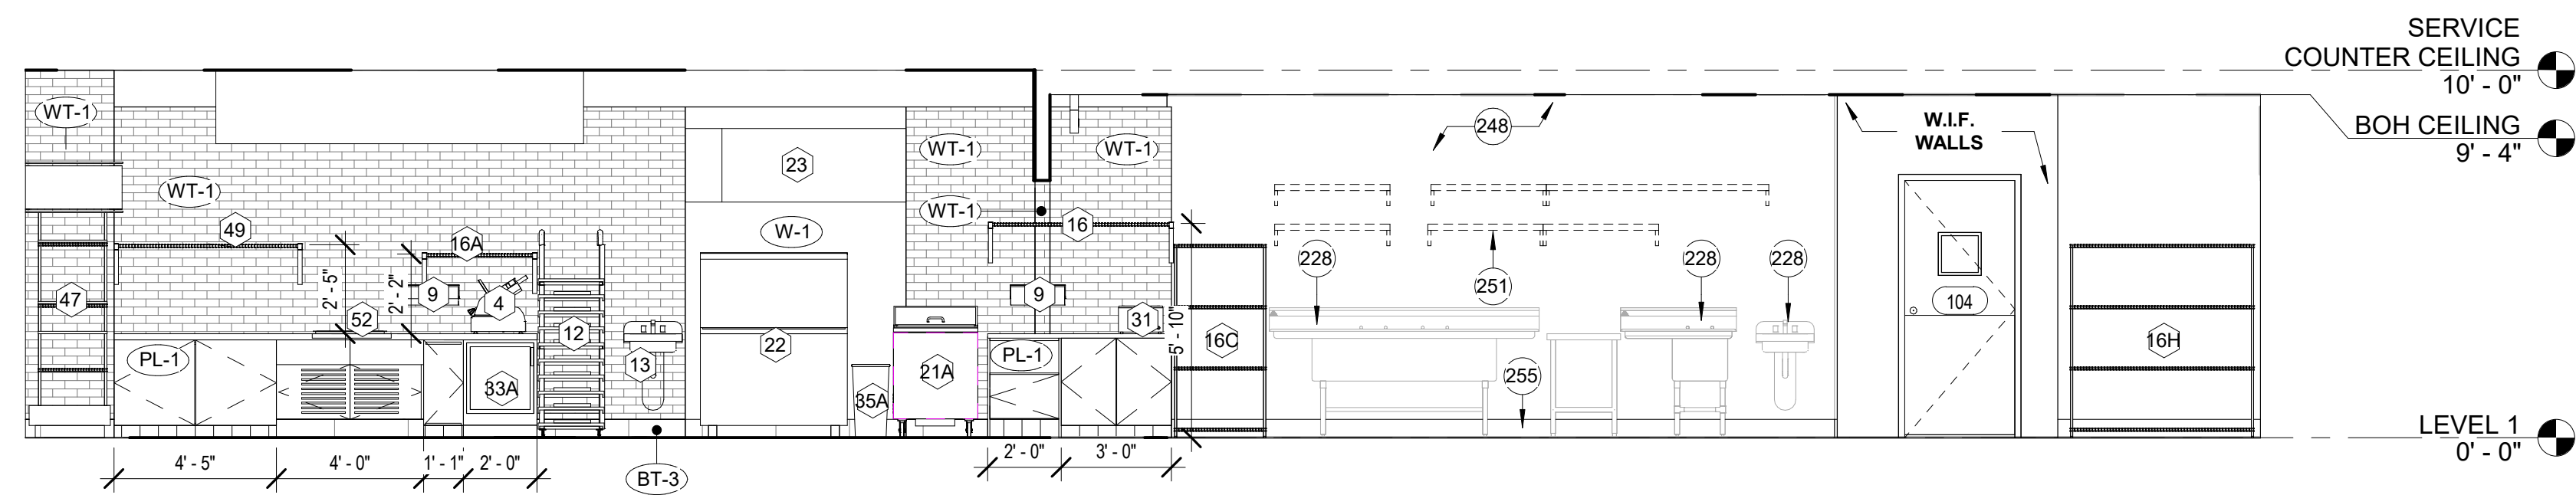 SERVICE
COUNTER CEILING
10' - 0"
BOH CEILING
9' - 4"
LEVEL 1
0' - 0"
WT-1
WT-1
WT-1
WT-1
WT-1
23
248
W.I.F.
WALLS
49
16A
W-1
16
47
2' - 5"
2' - 2"
9
4
52
12
13
22
9
31
5' - 10"
16C
228
251
228
228
104
16H
PL-1
33A
35A
21A
PL-1
255
4' - 5"
4' - 0"
1' - 1"
2' - 0"
BT-3
2' - 0"
3' - 0"